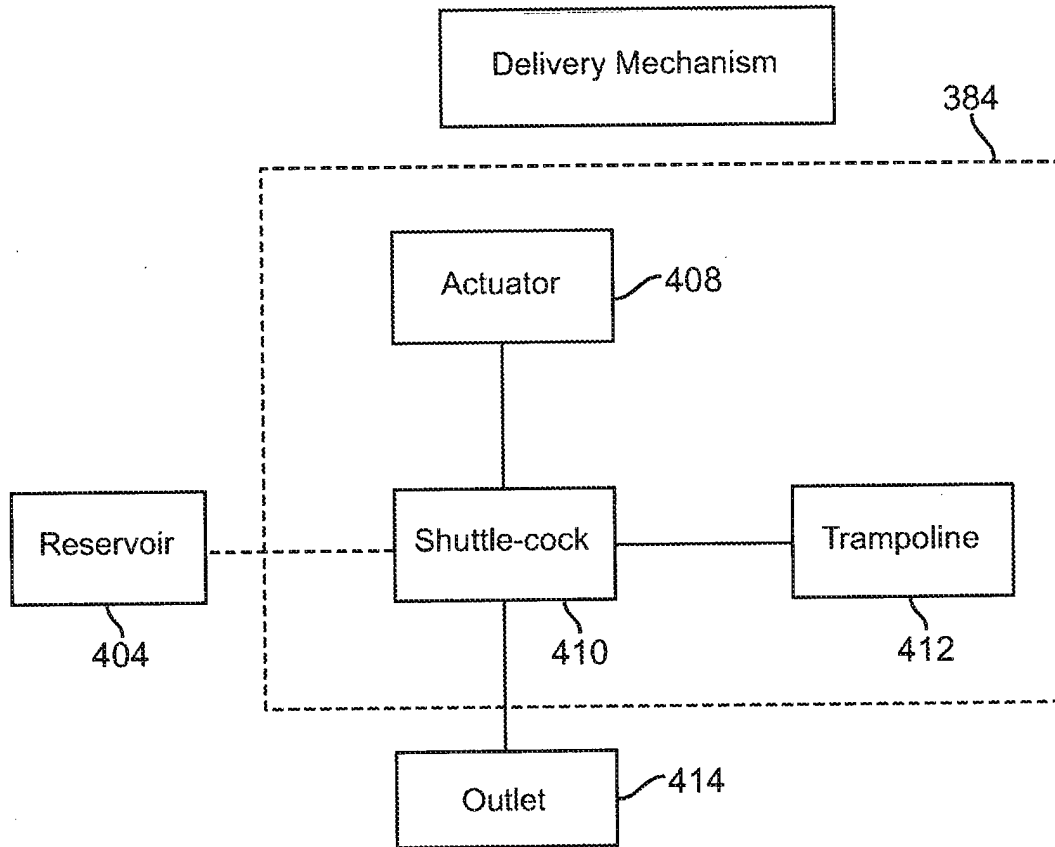 Delivery Mechanism
384
Actuator
408
Reservoir
Shuttle-cock
Trampoline
404
410
412
Outlet
414